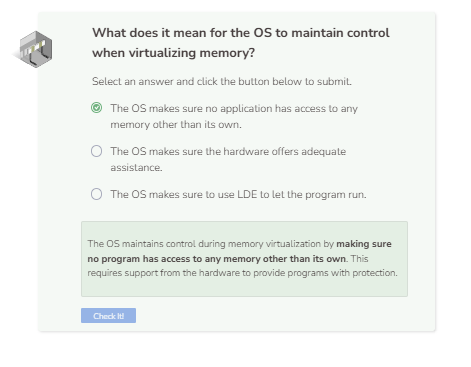 What does it mean for the OS to maintain control
when virtualizing memory?
Select an answer and click the button below to submit.
The OS makes sure no application has access to any
memory other than its own.
The OS makes sure the hardware offers adequate
assistance.
The OS makes sure to use LDE to let the program run.
The OS maintains control during memory virtualization by making sure
no program has access to any memory other than its own. This
requires support from the hardware to provide programs with protection.
Check It!